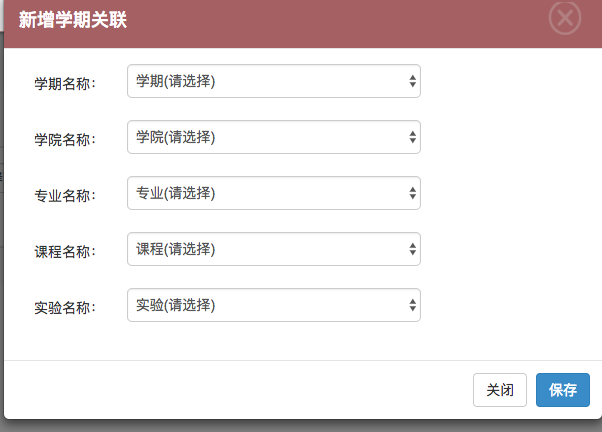 新增学期关联
学期名称：
学期(请选择)
学院名称：
学院(请选择)
专业名称：
专业(请选择)
课程名称：
课程(请选择)
实验名称：
实验(请选择)
关闭
保存